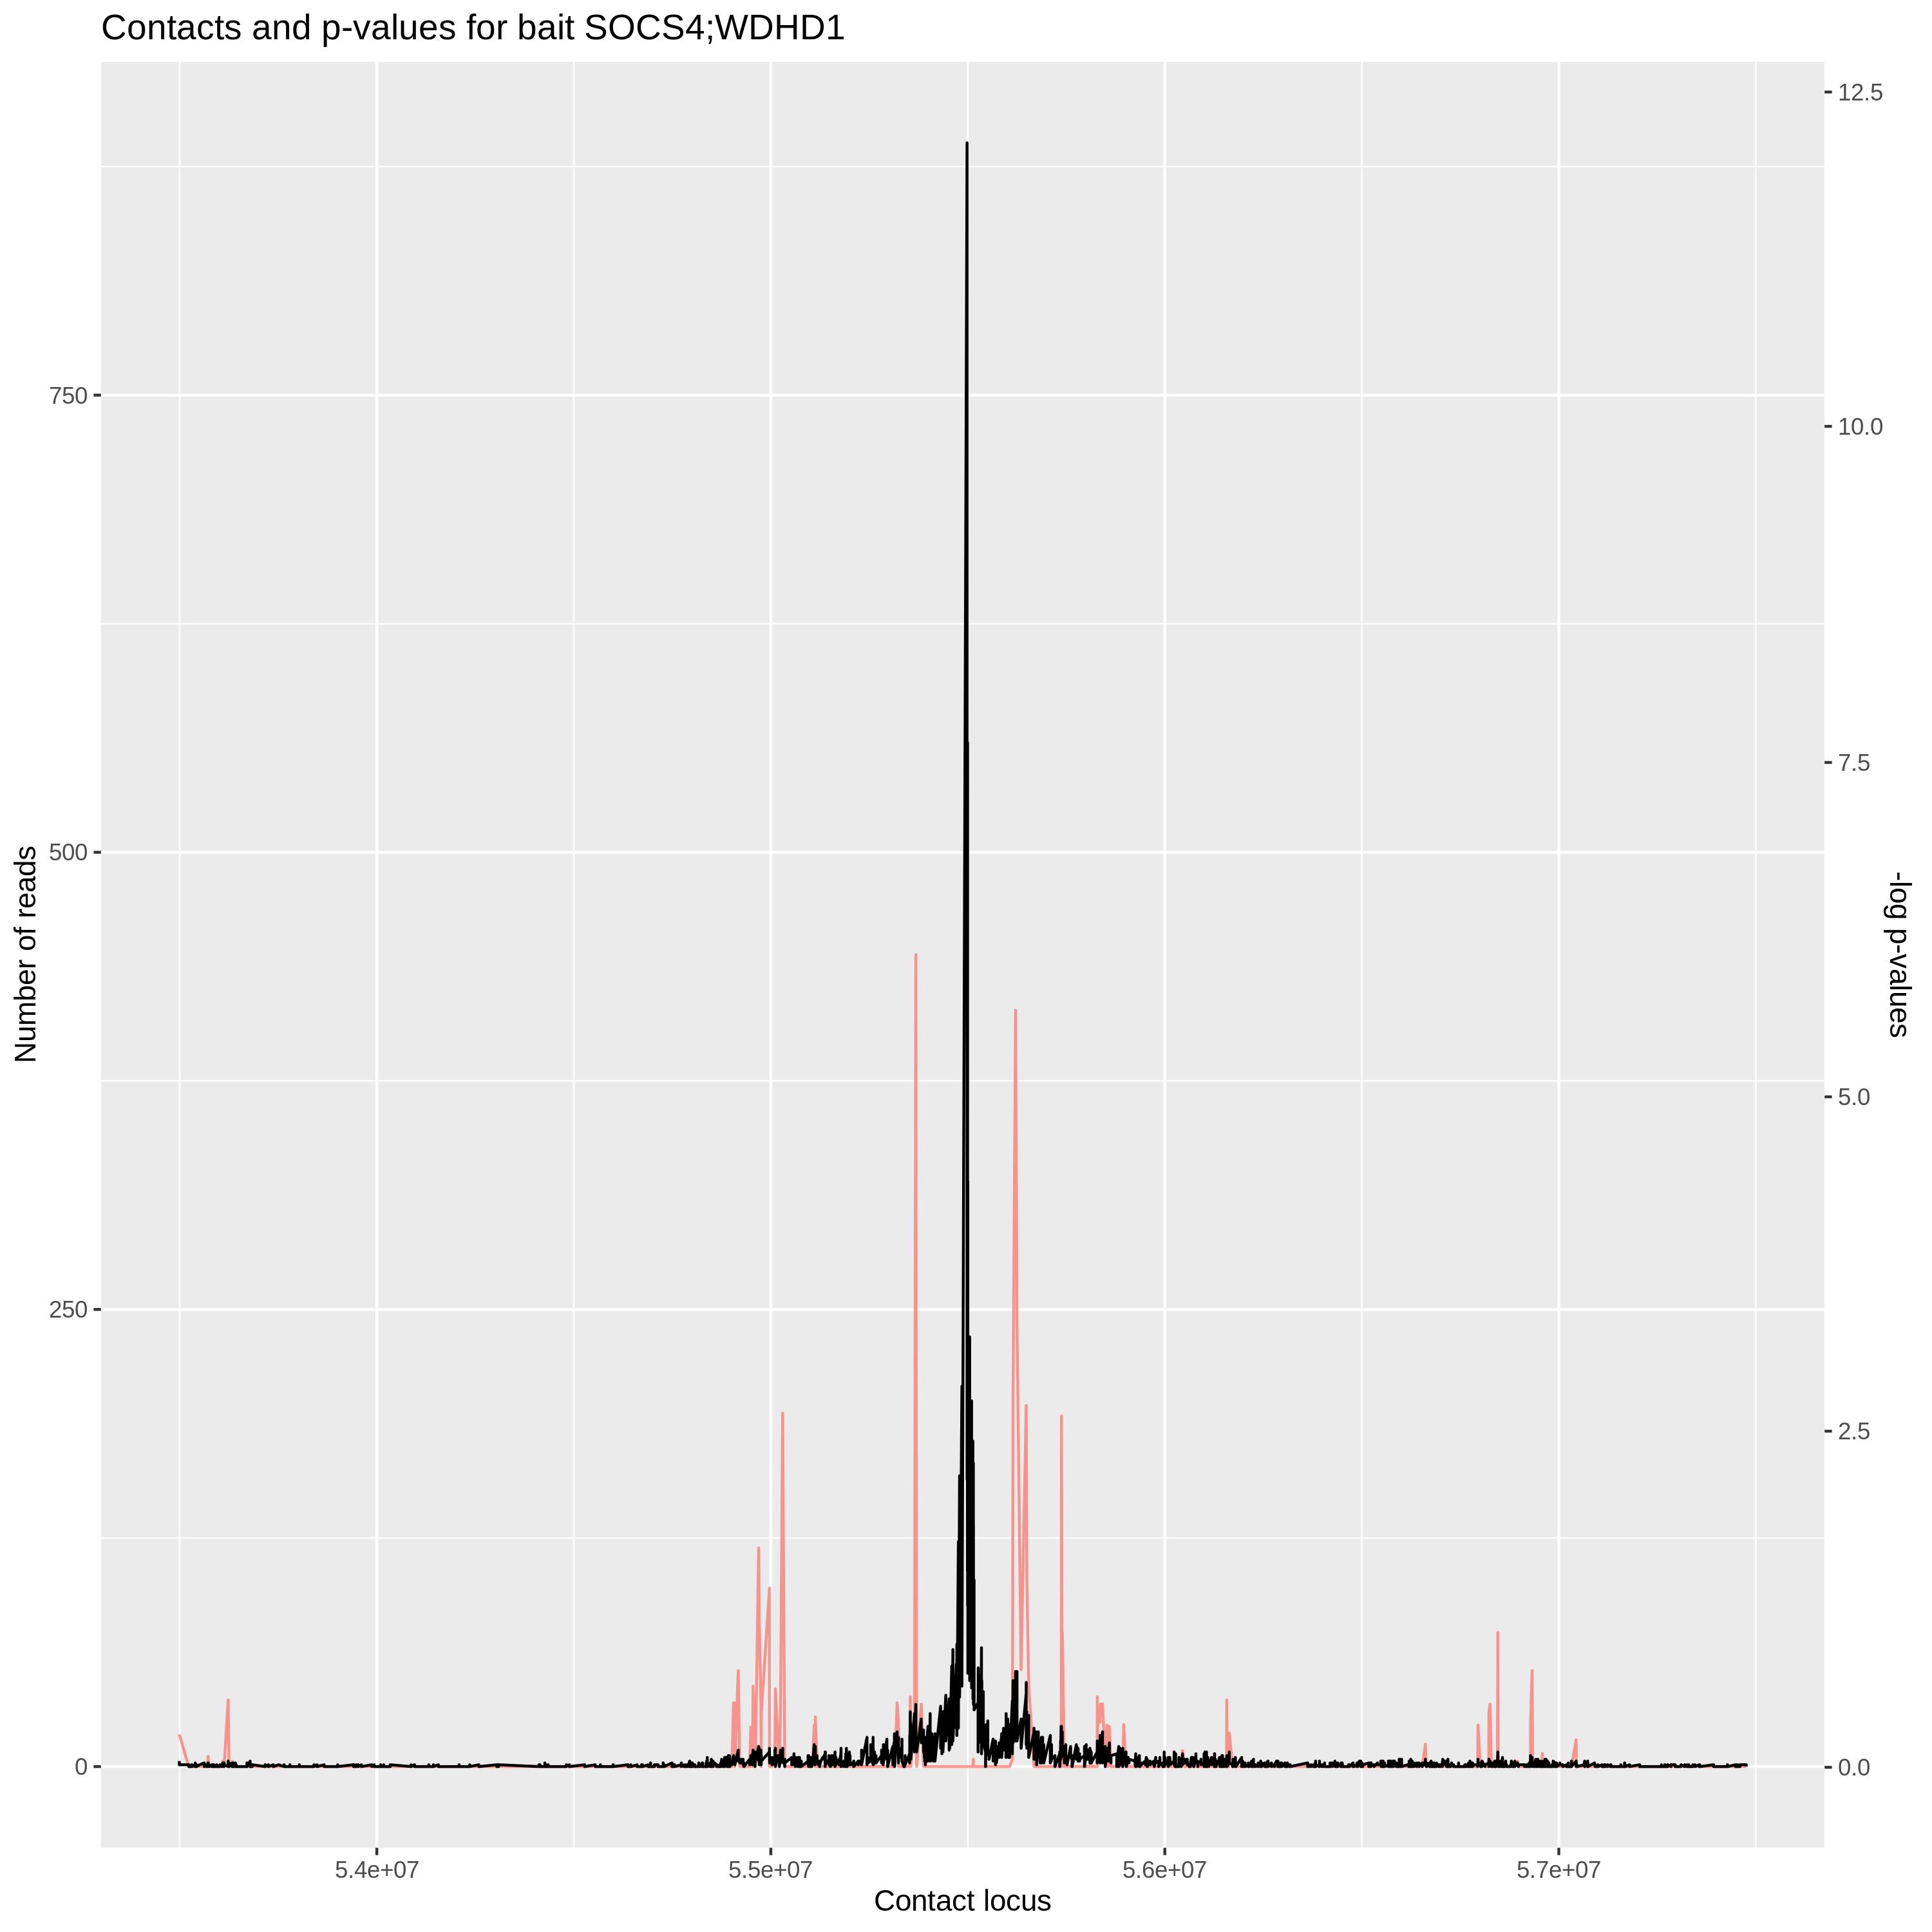 Contacts and p-values for bait SOCS4;WDHD1
Number of reads
750
500
250
0
12.5
10.0
7.5
5.0
2.5
0.0
-log p-values
5.4e+07 5.5e+07 5.6e+07 5.7e+07
Contact locus